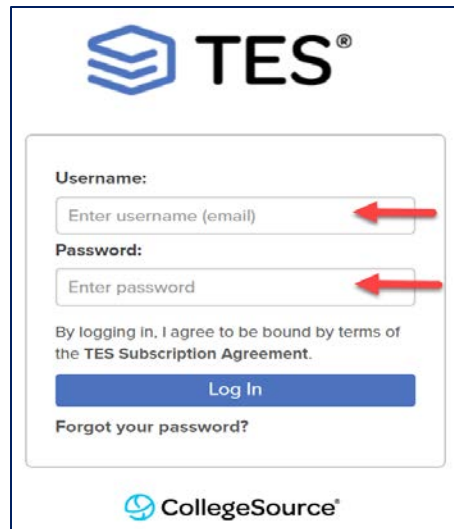 TES®
Username:
Enter username (email)
Password:
Enter password
By logging in, I agree to be bound by terms of
the TES Subscription Agreement.
Log In
Forgot your password?
CollegeSource®